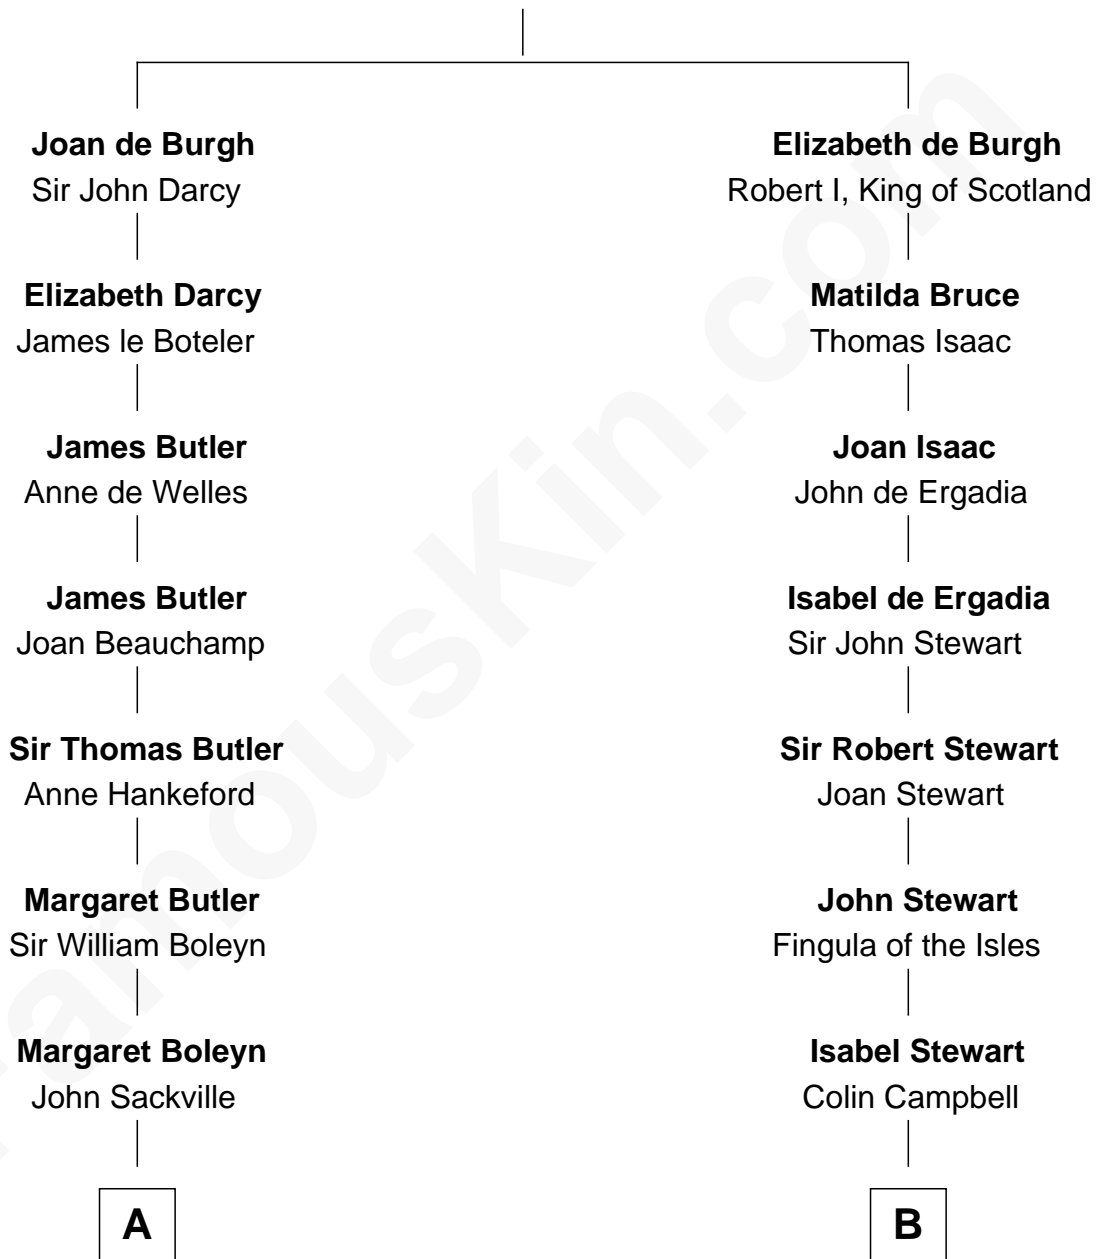 Joan de Burgh
Sir John Darcy
Elizabeth de Burgh
Robert I, King of Scotland
Elizabeth Darcy
James le Boteler
Matilda Bruce
Thomas Isaac
James Butler
Anne de Welles
Joan Isaac
John de Ergadia
James Butler
Joan Beauchamp
Isabel de Ergadia
Sir John Stewart
Sir Thomas Butler
Anne Hankeford
Sir Robert Stewart
Joan Stewart
Margaret Butler
Sir William Boleyn
John Stewart
Fingula of the Isles
Margaret Boleyn
John Sackville
Isabel Stewart
Colin Campbell
A
B
FamousKin.com